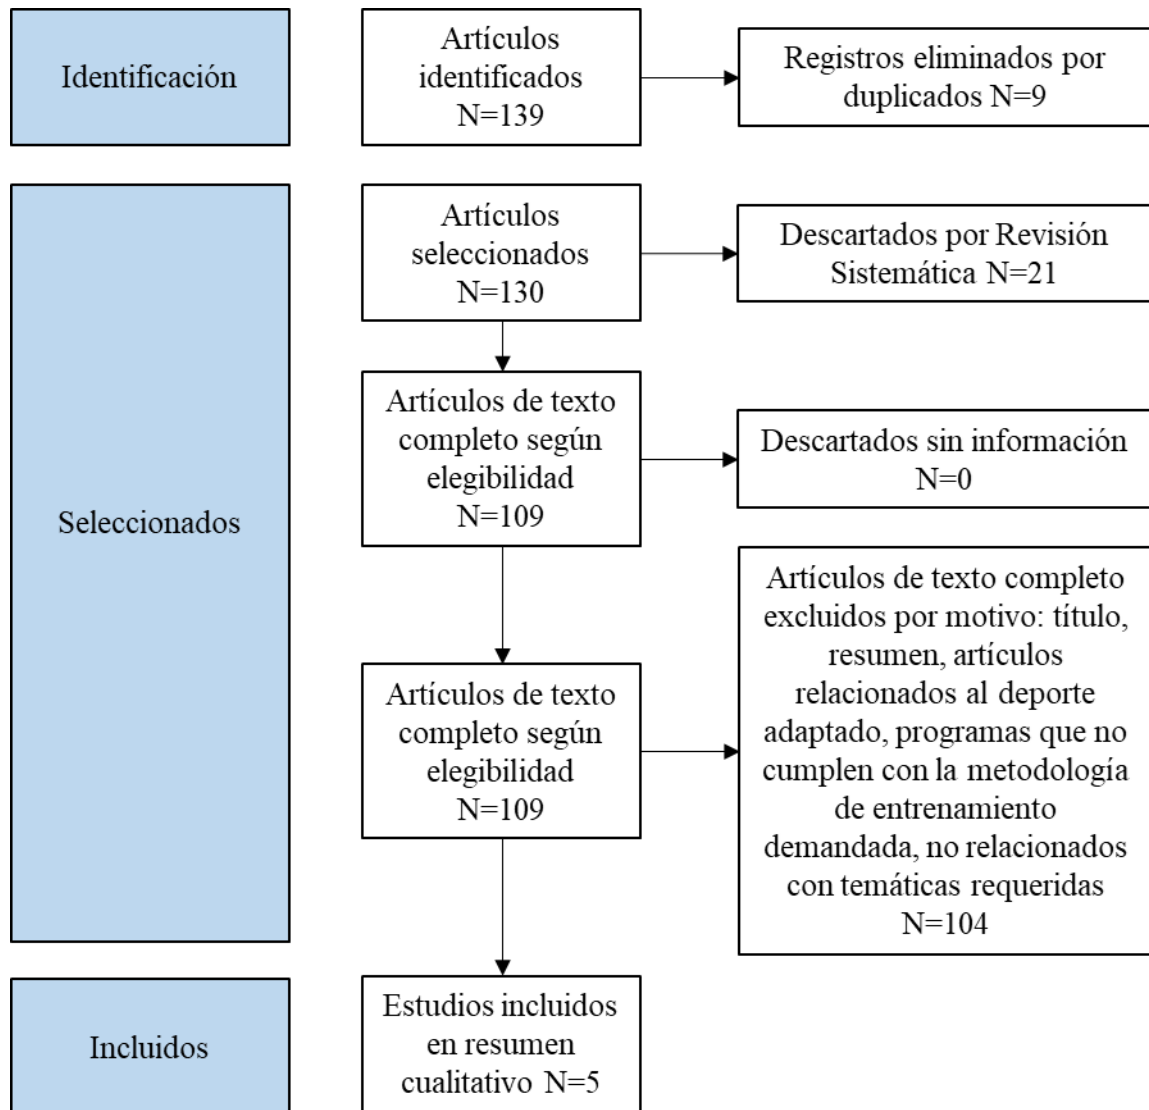 Identificación
Artículos
identificados
N=139
Registros eliminados por
duplicados N=9
Seleccionados
Artículos
seleccionados
N=130
Descartados por Revisión
Sistemática N=21
Artículos de texto
completo según
elegibilidad
N=109
Descartados sin información
N=0
Artículos de texto
completo según
elegibilidad
N=109
Artículos de texto completo
excluidos por motivo: título,
resumen, artículos
relacionados al deporte
adaptado, programas que no
cumplen con la metodología
de entrenamiento
demandada, no relacionados
con temáticas requeridas
N=104
Incluidos
Estudios incluidos
en resumen
cualitativo N=5